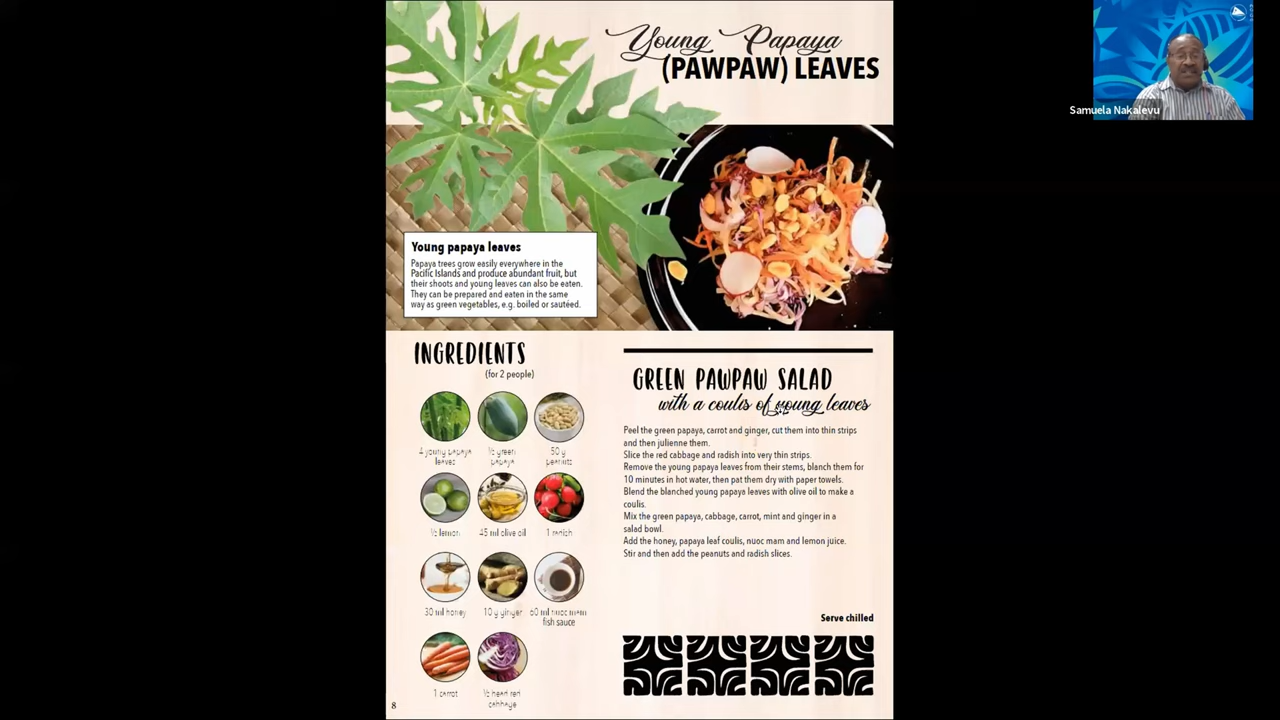 Young Papaya
(PAWPAW) LEAVES
Samuela Nakalevu
Young papaya leaves
Papaya trees grow easily everywhere in the
Pacific Islands and produce abundant fruit, but
their shoots and young leaves can also be eaten.
They can be prepared and eaten in the same
way as green vegetables, e.g. boiled or sautéed.
INGREDIENTS
(for 2 people)
4 young papaya
leaves
½ green
papaya
50 g
peanuts
½ lemon
45 ml olive oil
1 radish
30 ml honey
10 g ginger
60 ml nuoc mam
fish sauce
1 carrot
½ head red
cabbage
GREEN PAWPAW SALAD
with a coulis of young leaves
Peel the green papaya, carrot and ginger, cut them into thin strips
and then julienne them.
Slice the red cabbage and radish into very thin strips.
Remove the young papaya leaves from their stems, blanch them for
10 minutes in hot water, then pat them dry with paper towels.
Blend the blanched young papaya leaves with olive oil to make a
coulis.
Mix the green papaya, cabbage, carrot, mint and ginger in a
salad bowl.
Add the honey, papaya leaf coulis, nuoc mam and lemon juice.
Stir and then add the peanuts and radish slices.
Serve chilled
8